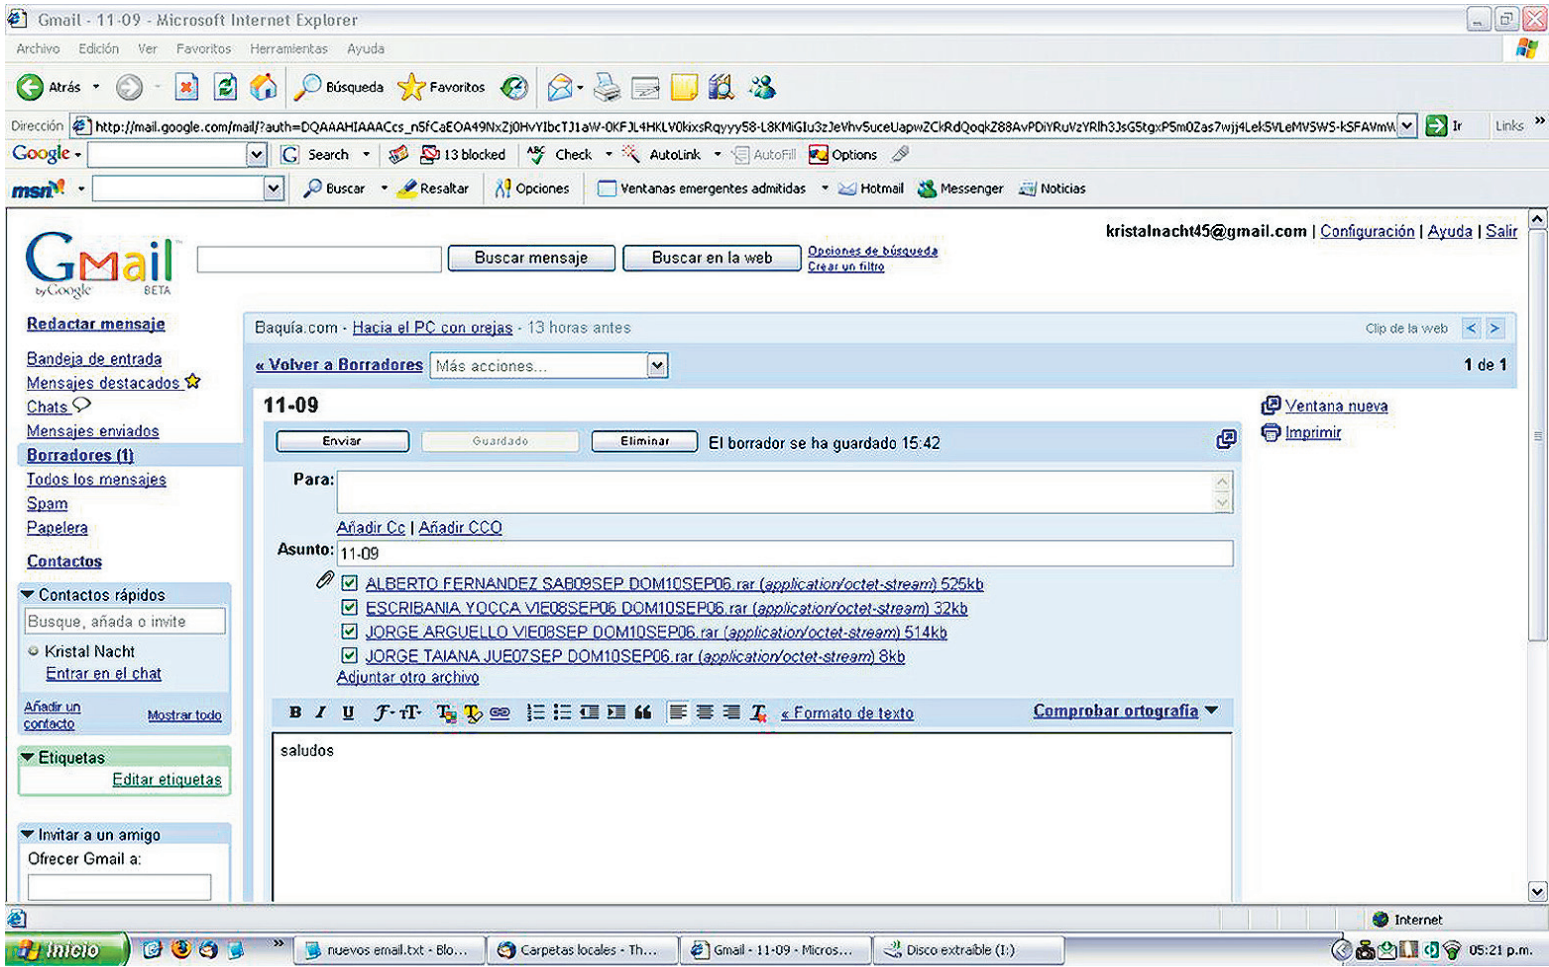 Gmail - 11-09 - Microsoft Internet Explorer
Archivo Edición Ver Favoritos Herramientas Ayuda
Atrás Búsqueda Favoritos
Dirección http://mail.google.com/mail/?auth=DQAAAHIAAACcs_n5fCaEOA49NxZj0HvYIbcTJ1aW-0KFJL4HKLV0kixsRqyyy58-L8KMiGIu3zJeVhv5uceUapwZCkRdQoqkZ88AvPDiYRuVzYRlh3JsG5tgxP5m0Zas7wjj4Lek5VLeMV5W5-kSFAVmW Ir Links »
Google Search 13 blocked Check AutoLink AutoFill Options
msn Buscar Resaltar Opciones Ventanas emergentes admitidas Hotmail Messenger Noticias
kristalnacht45@gmail.com | Configuración | Ayuda | Salir
Gmail by Google BETA
Buscar mensaje Buscar en la web Opciones de búsqueda
Crear un filtro
Redactar mensaje
Bandeja de entrada
Mensajes destacados
Chats
Mensajes enviados
Borradores (1)
Todos los mensajes
Spam
Papelera
Contactos
Contactos rápidos
Busque, añada o invite
Kristal Nacht
Entrar en el chat
Añadir un contacto Mostrar todo
Etiquetas
Editar etiquetas
Invitar a un amigo
Ofrecer Gmail a:
Baquía.com - Hacia el PC con orejas - 13 horas antes Clip de la web < >
« Volver a Borradores Más acciones... 1 de 1
11-09
Ventana nueva
Imprimir
Enviar Guardado Eliminar El borrador se ha guardado 15:42
Para:
Añadir Cc | Añadir CCO
Asunto: 11-09
ALBERTO FERNANDEZ SAB09SEP DOM10SEP06.rar (application/octet-stream) 525kb
ESCRIBANIA YOCCA VIE08SEP06 DOM10SEP06.rar (application/octet-stream) 32kb
JORGE ARGUELLO VIE08SEP DOM10SEP06.rar (application/octet-stream) 514kb
JORGE TAIANA JUE07SEP DOM10SEP06.rar (application/octet-stream) 8kb
Adjuntar otro archivo
B I U « Formato de texto Comprobar ortografía
saludos
Internet
Inicio » nuevos email.txt - Blo... Carpetas locales - Th... Gmail - 11-09 - Micros... Disco extraíble (I:) 05:21 p.m.